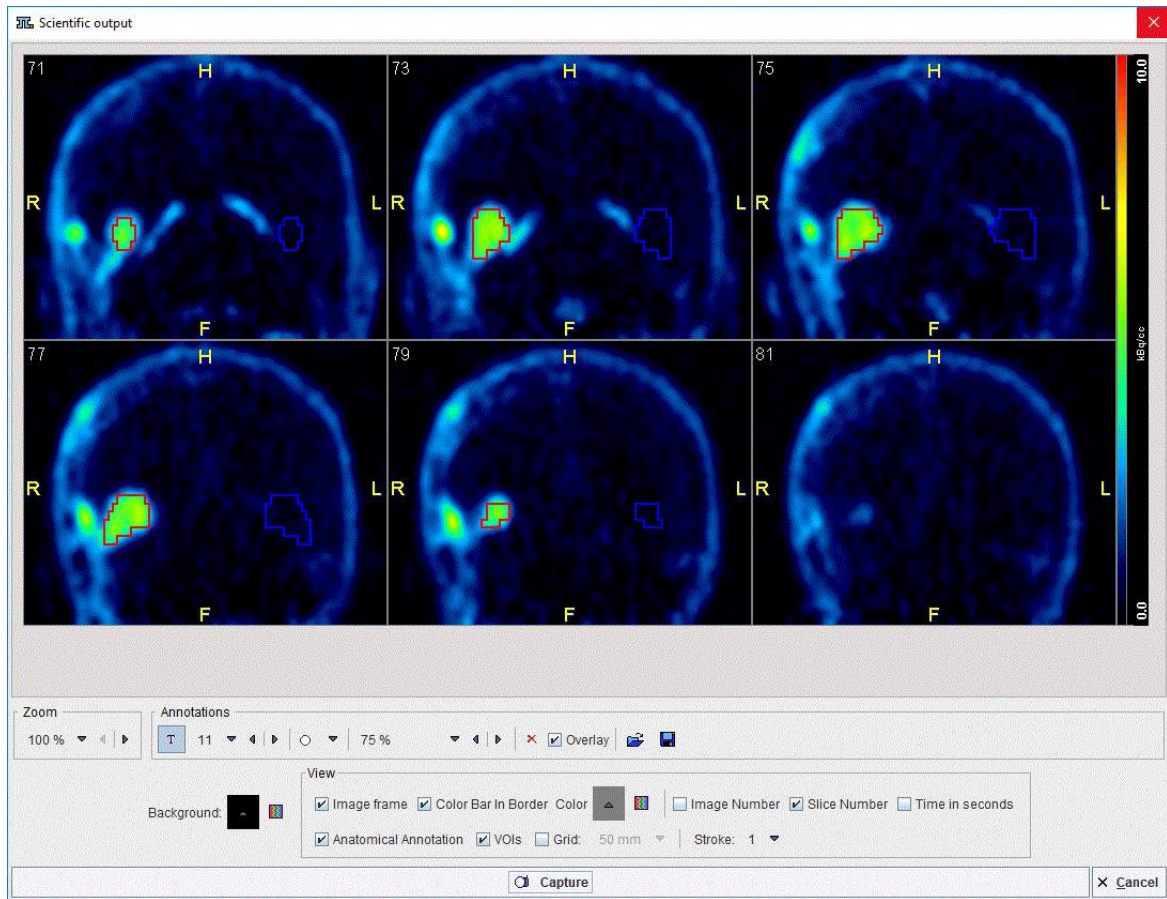 Scientific output
71
H
R
L
F
73
H
R
L
F
75
H
R
L
F
10.0
kBq/cc
0.0
77
H
R
L
F
79
H
R
L
F
81
H
R
L
F
Zoom
100 %
Annotations
T 11 75 % Overlay
Background:
View
Image frame Color Bar In Border Color Image Number Slice Number Time in seconds
Anatomical Annotation VOIs Grid: 50 mm Stroke: 1
Capture
Cancel